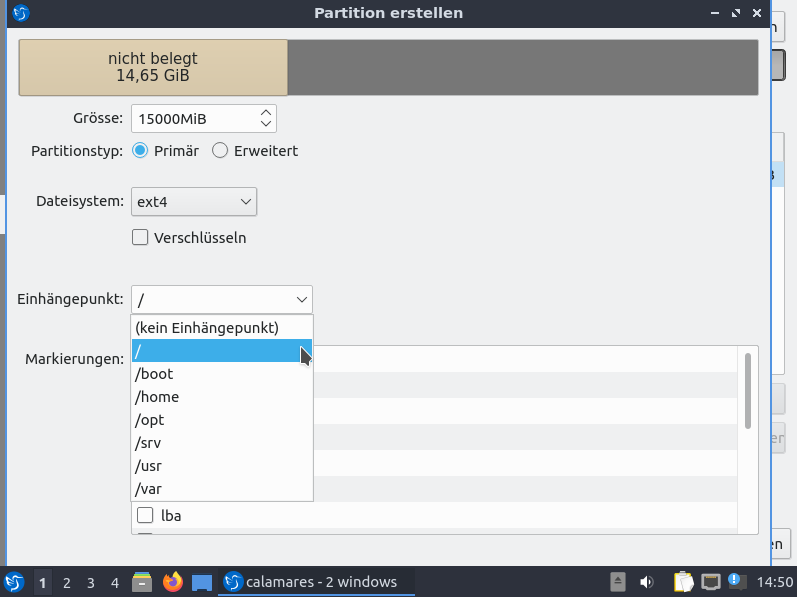 Partition erstellen
nicht belegt
14,65 GiB
Grösse: 15000MiB
Partitionstyp: Primär Erweitert
Dateisystem: ext4
Verschlüsseln
Einhängepunkt: /
(kein Einhängepunkt)
/
Markierungen:
/boot
/home
/opt
/srv
/usr
/var
lba
en
1 2 3 4 calamares - 2 windows 14:50